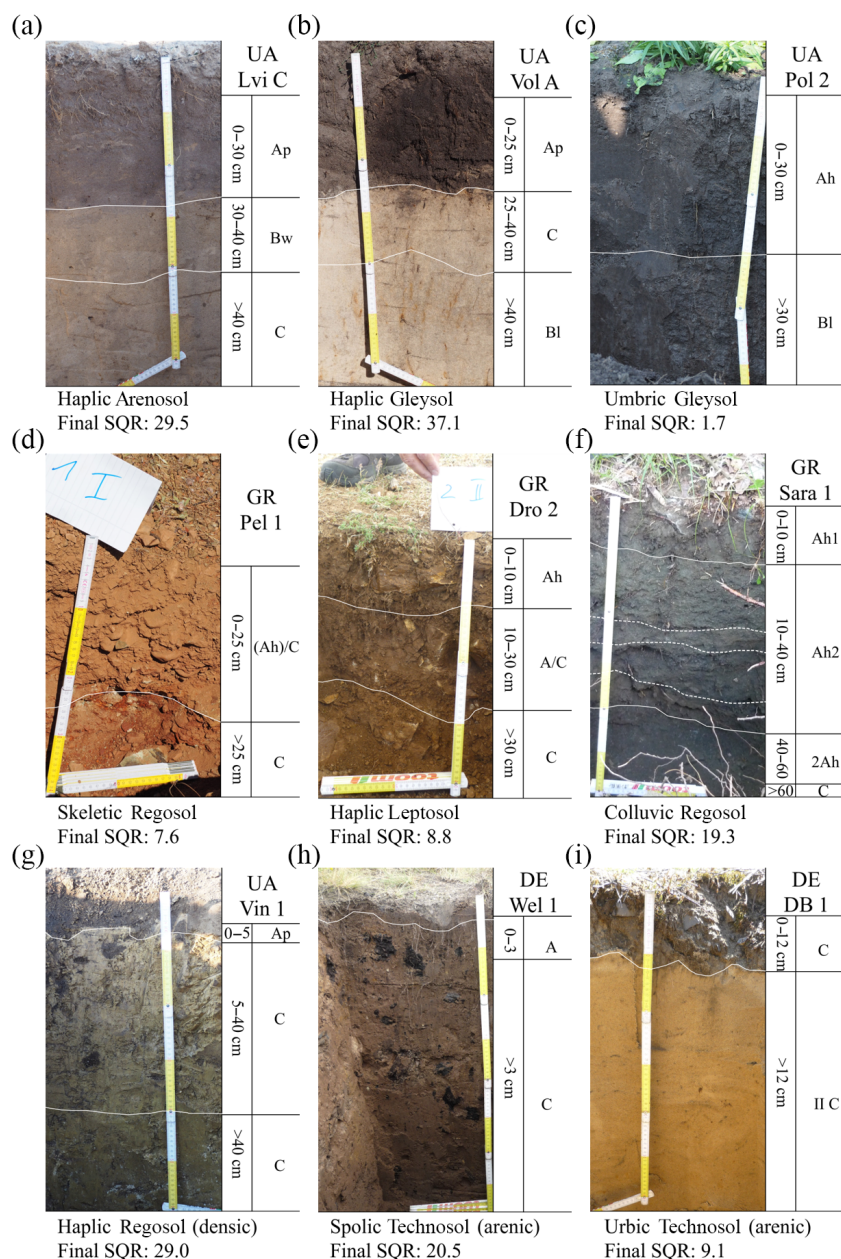 (a)
UA
Lvi C
0–30 cm
Ap
30–40 cm
Bw
>40 cm
C
Haplic Arenosol
Final SQR: 29.5
(b)
UA
Vol A
0–25 cm
Ap
25–40 cm
C
>40 cm
Bl
Haplic Gleysol
Final SQR: 37.1
(c)
UA
Pol 2
0–30 cm
Ah
>30 cm
Bl
Umbric Gleysol
Final SQR: 1.7
(d)
1 I
GR
Pel 1
0–25 cm
(Ah)/C
>25 cm
C
Skeletic Regosol
Final SQR: 7.6
(e)
2 II
GR
Dro 2
0–10 cm
Ah
10–30 cm
A/C
>30 cm
C
toom
Haplic Leptosol
Final SQR: 8.8
(f)
GR
Sara 1
0–10 cm
Ah1
10–40 cm
Ah2
40–60
2Ah
>60
C
Colluvic Regosol
Final SQR: 19.3
(g)
UA
Vin 1
0–5
Ap
5–40 cm
C
>40 cm
C
Haplic Regosol (densic)
Final SQR: 29.0
(h)
DE
Wel 1
0–3
A
>3 cm
C
Spolic Technosol (arenic)
Final SQR: 20.5
(i)
DE
DB 1
0–12 cm
C
>12 cm
II C
Urbic Technosol (arenic)
Final SQR: 9.1